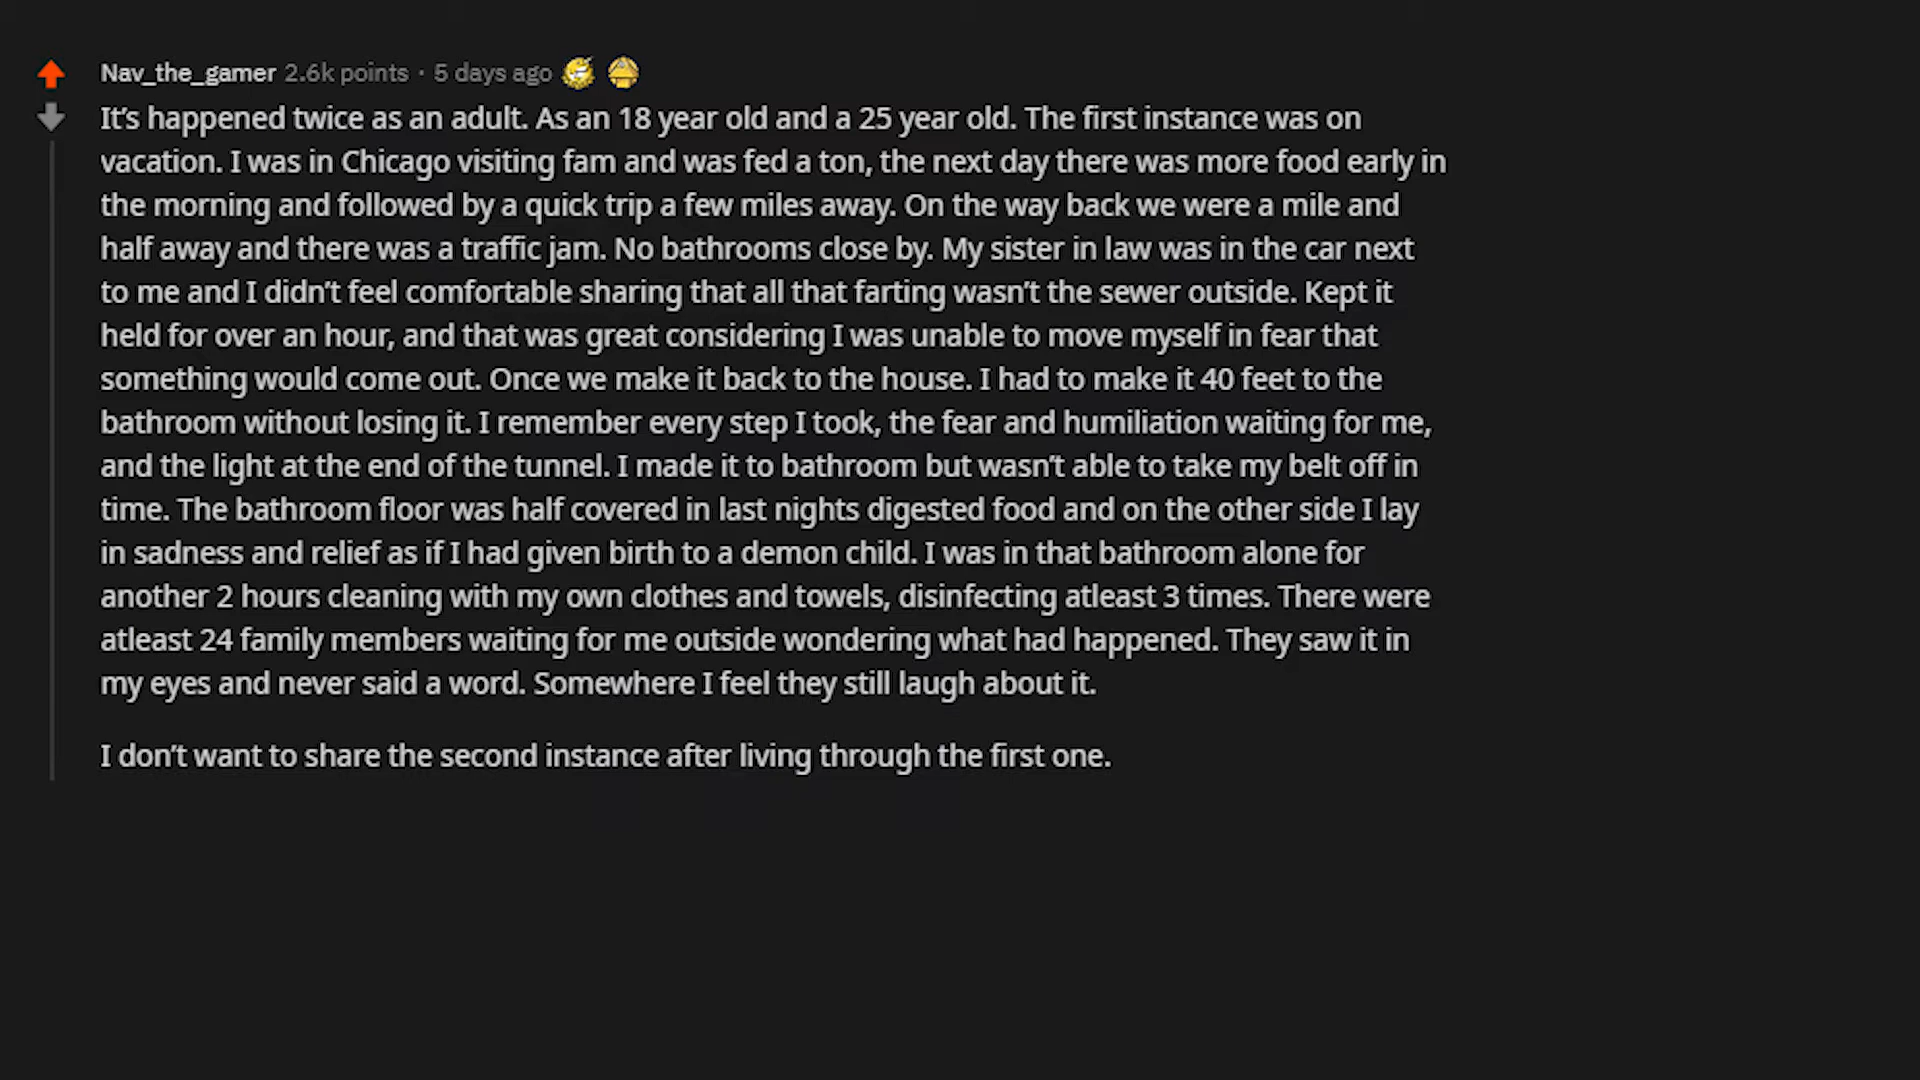 Nav_the_gamer 2.6k points · 5 days ago
It's happened twice as an adult. As an 18 year old and a 25 year old. The first instance was on
vacation. I was in Chicago visiting fam and was fed a ton, the next day there was more food early in
the morning and followed by a quick trip a few miles away. On the way back we were a mile and
half away and there was a traffic jam. No bathrooms close by. My sister in law was in the car next
to me and I didn't feel comfortable sharing that all that farting wasn't the sewer outside. Kept it
held for over an hour, and that was great considering I was unable to move myself in fear that
something would come out. Once we make it back to the house. I had to make it 40 feet to the
bathroom without losing it. I remember every step I took, the fear and humiliation waiting for me,
and the light at the end of the tunnel. I made it to bathroom but wasn't able to take my belt off in
time. The bathroom floor was half covered in last nights digested food and on the other side I lay
in sadness and relief as if I had given birth to a demon child. I was in that bathroom alone for
another 2 hours cleaning with my own clothes and towels, disinfecting atleast 3 times. There were
atleast 24 family members waiting for me outside wondering what had happened. They saw it in
my eyes and never said a word. Somewhere I feel they still laugh about it.
I don't want to share the second instance after living through the first one.